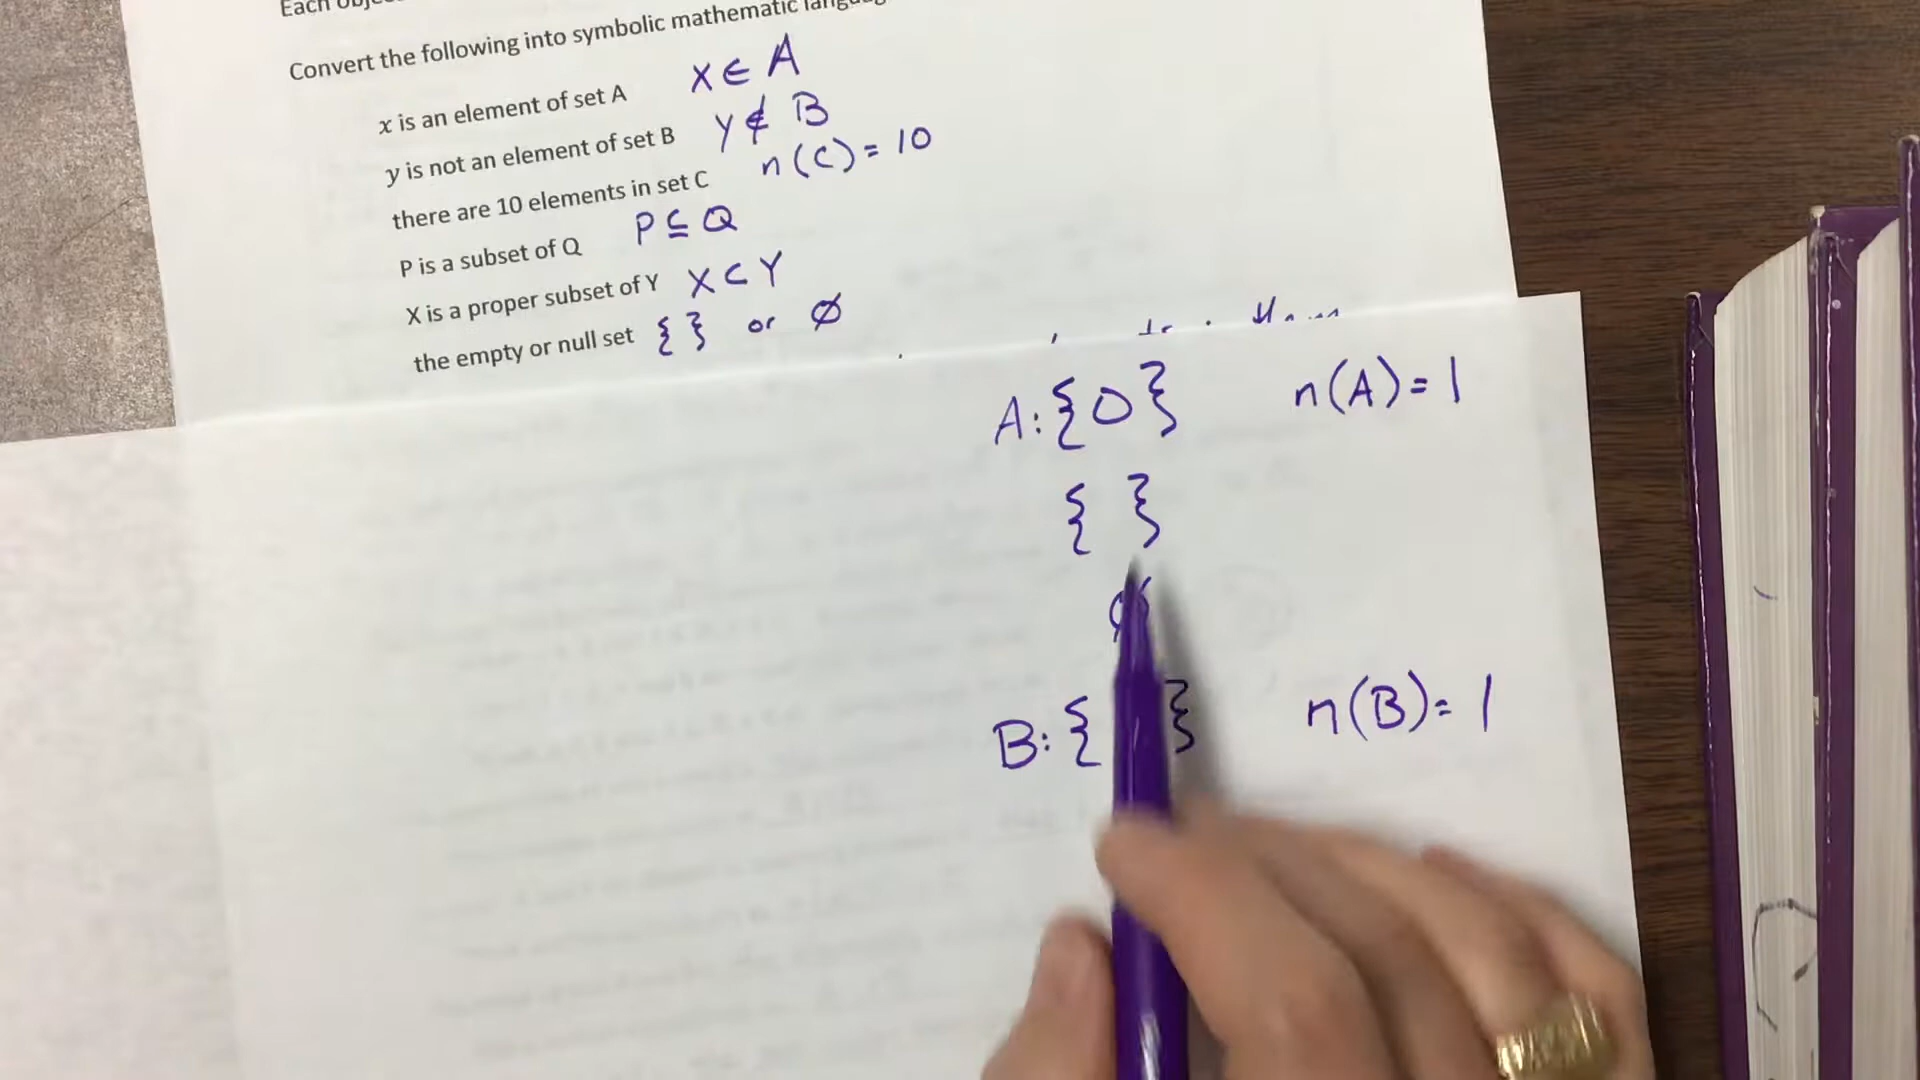 Each
Convert the following into symbolic mathematic
x is an element of set A x ∈ A
y is not an element of set B y ∉ B
there are 10 elements in set C n(C) = 10
P is a subset of Q P ⊆ Q
X is a proper subset of Y X ⊂ Y
the empty or null set { } or ∅
A: {0} n(A) = 1
{ }
∅
B: { } n(B) = 1